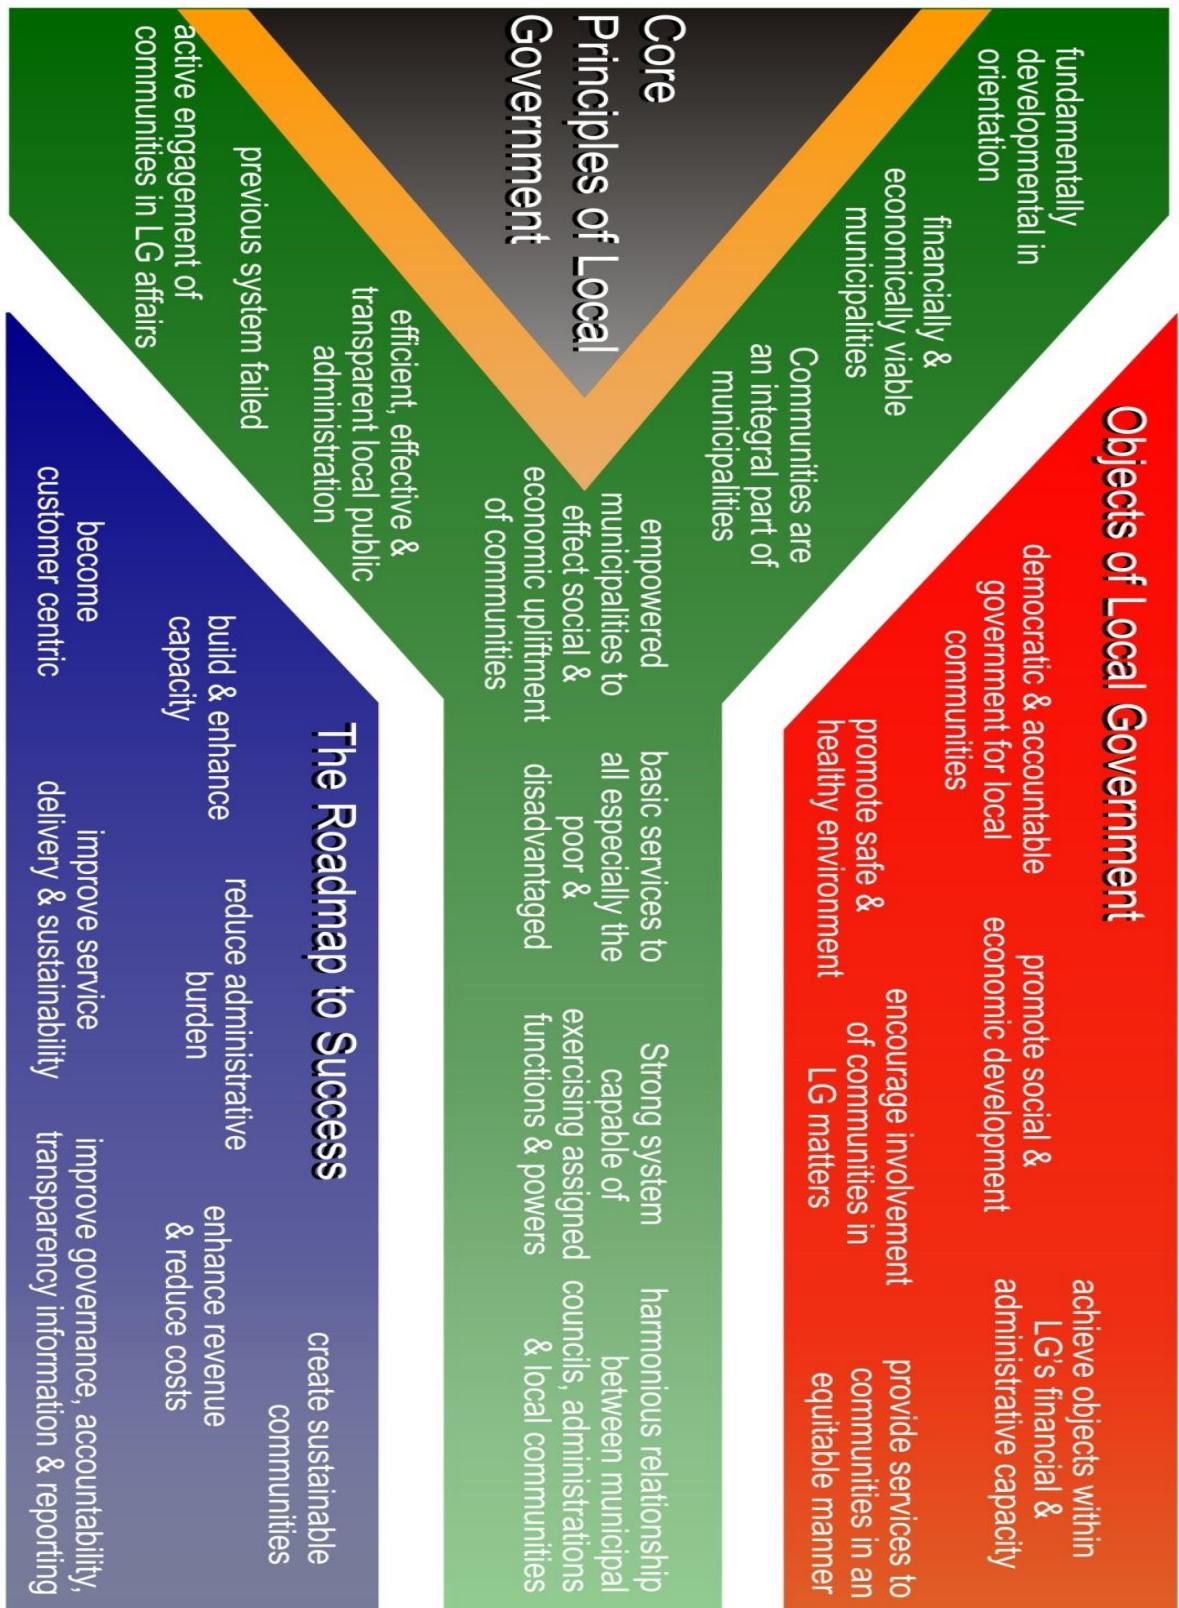 Objects of Local Government
democratic & accountable
government for local
communities
promote social &
economic development
achieve objects within
LG's financial &
administrative capacity
promote safe &
healthy environment
encourage involvement
of communities in
LG matters
provide services to
communities in an
equitable manner
Core
Principles of Local
Government
fundamentally
developmental in
orientation
financially &
economically viable
municipalities
Communities are
an integral part of
municipalities
empowered
municipalities to
effect social &
economic upliftment
of communities
basic services to
all especially the
poor &
disadvantaged
Strong system
capable of
exercising assigned
functions & powers
harmonious relationship
between municipal
councils, administrations
& local communities
efficient, effective &
transparent local public
administration
previous system failed
active engagement of
communities in LG affairs
The Roadmap to Success
create sustainable
communities
build & enhance
capacity
reduce administrative
burden
enhance revenue
& reduce costs
become
customer centric
improve service
delivery & sustainability
improve governance, accountability,
transparency information & reporting